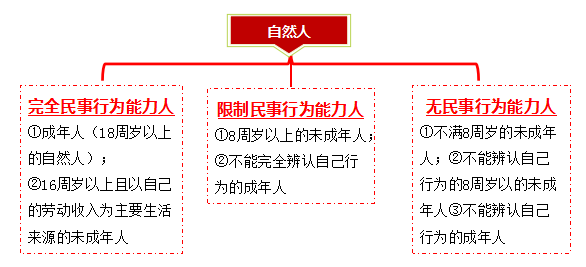 自然人
完全民事行为能力人
①成年人（18周岁以上
的自然人）；
②16周岁以上且以自己
的劳动收入为主要生活
来源的未成年人
限制民事行为能力人
①8周岁以上的未成年人；
②不能完全辨认自己行
为的成年人
无民事行为能力人
①不满8周岁的未成年
人；②不能辨认自己
行为的8周岁以的未成
年人③不能辨认自己
行为的成年人